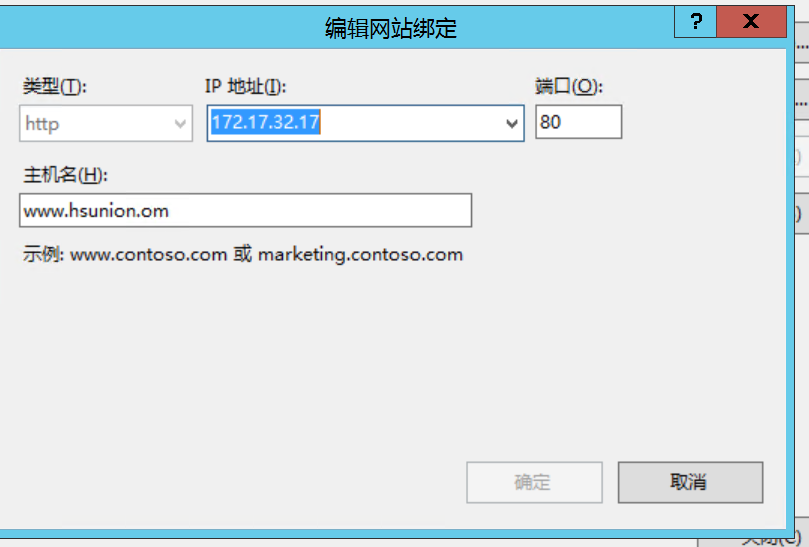 编辑网站绑定
? X
类型(T): IP 地址(I): 端口(O):
http 172.17.32.17 80
主机名(H):
www.hsunion.om
示例: www.contoso.com 或 marketing.contoso.com
确定 取消